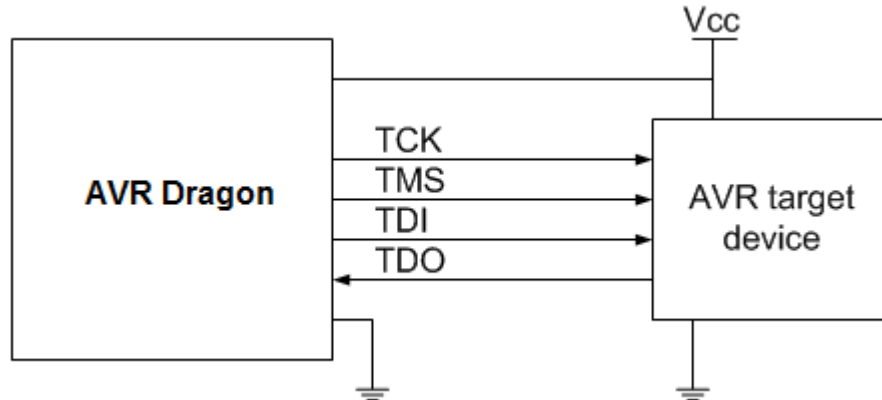 Vcc
TCK
TMS
TDI
TDO
AVR Dragon
AVR target
device